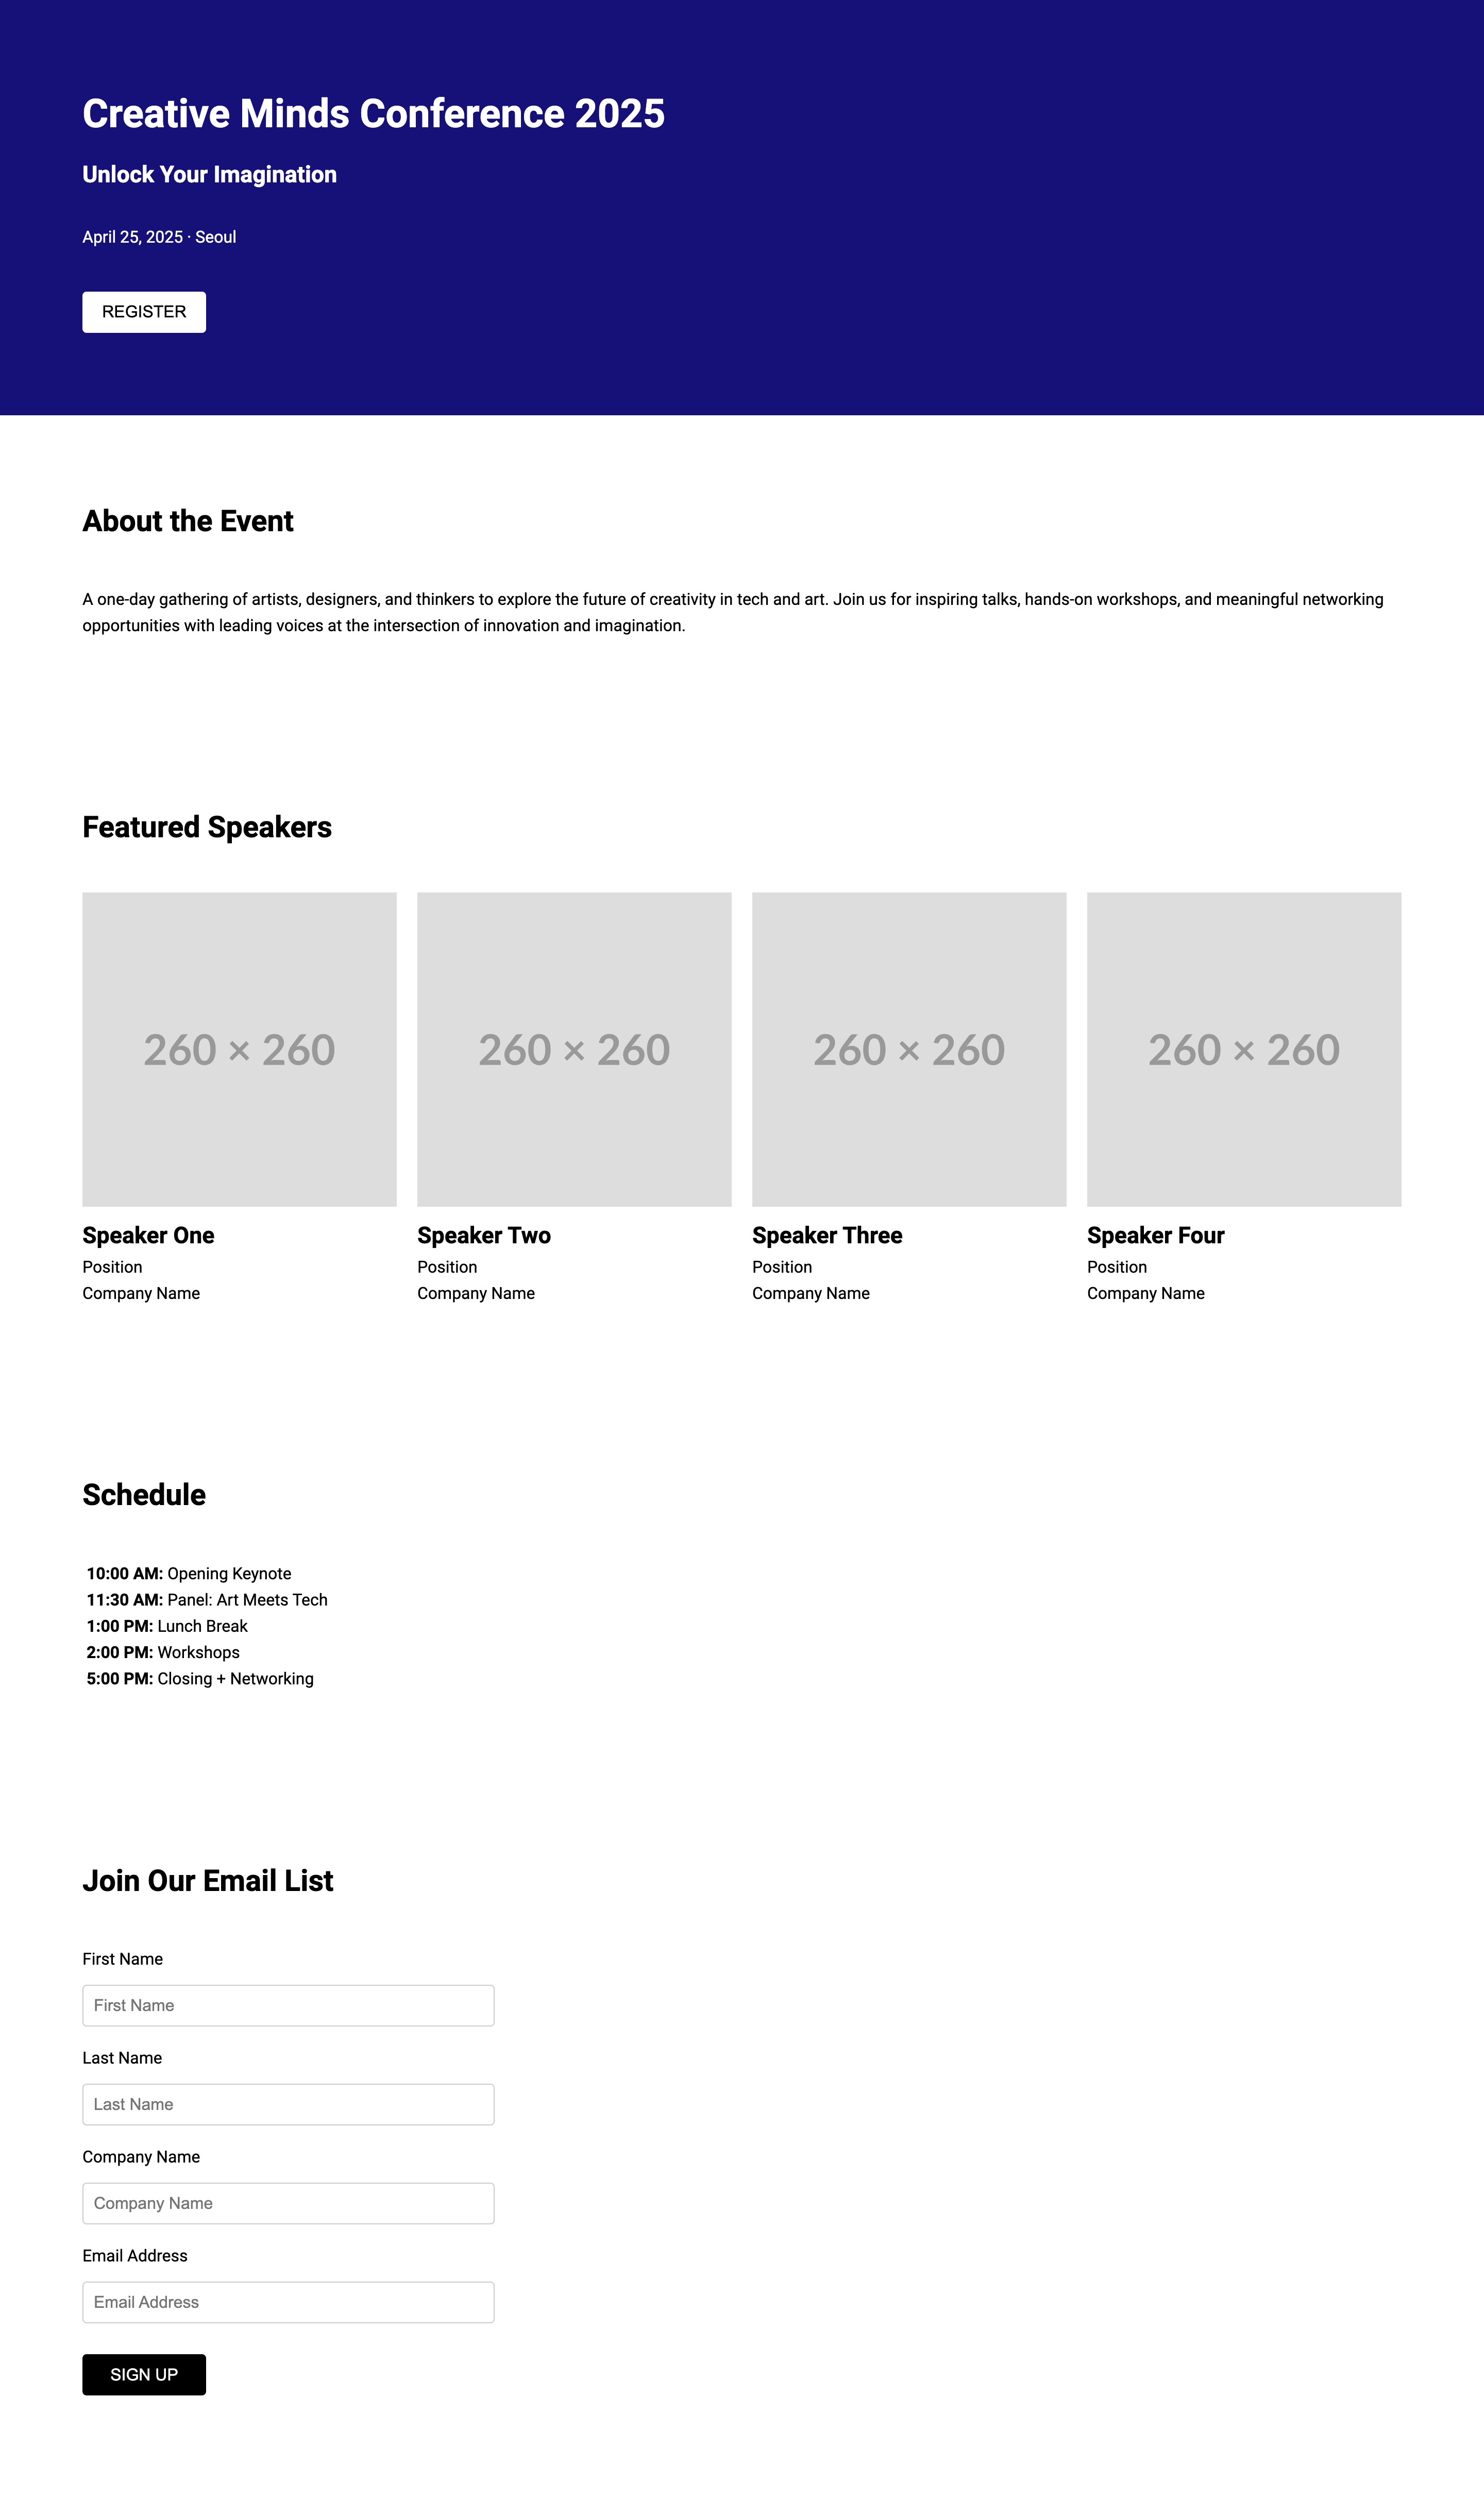 Creative Minds Conference 2025
Unlock Your Imagination
April 25, 2025 · Seoul
REGISTER
About the Event
A one-day gathering of artists, designers, and thinkers to explore the future of creativity in tech and art. Join us for inspiring talks, hands-on workshops, and meaningful networking
opportunities with leading voices at the intersection of innovation and imagination.
Featured Speakers
260 × 260
260 × 260
260 × 260
260 × 260
Speaker One
Position
Company Name
Speaker Two
Position
Company Name
Speaker Three
Position
Company Name
Speaker Four
Position
Company Name
Schedule
10:00 AM: Opening Keynote
11:30 AM: Panel: Art Meets Tech
1:00 PM: Lunch Break
2:00 PM: Workshops
5:00 PM: Closing + Networking
Join Our Email List
First Name
First Name
Last Name
Last Name
Company Name
Company Name
Email Address
Email Address
SIGN UP